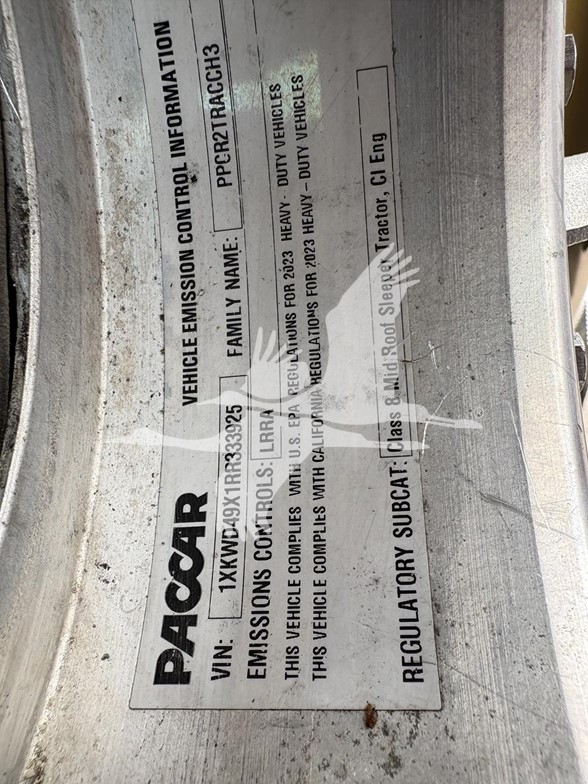 PACCAR
VEHICLE EMISSION CONTROL INFORMATION
VIN: 1XKWD49X1RR333925 FAMILY NAME: PPCR2TRACCH3
EMISSIONS CONTROLS: LRRA
THIS VEHICLE COMPLIES WITH U.S. EPA REGULATIONS FOR 2023 HEAVY - DUTY VEHICLES
THIS VEHICLE COMPLIES WITH CALIFORNIA REGULATIONS FOR 2023 HEAVY – DUTY VEHICLES
REGULATORY SUBCAT: Class 8 Mid Roof Sleeper Tractor, CI Eng